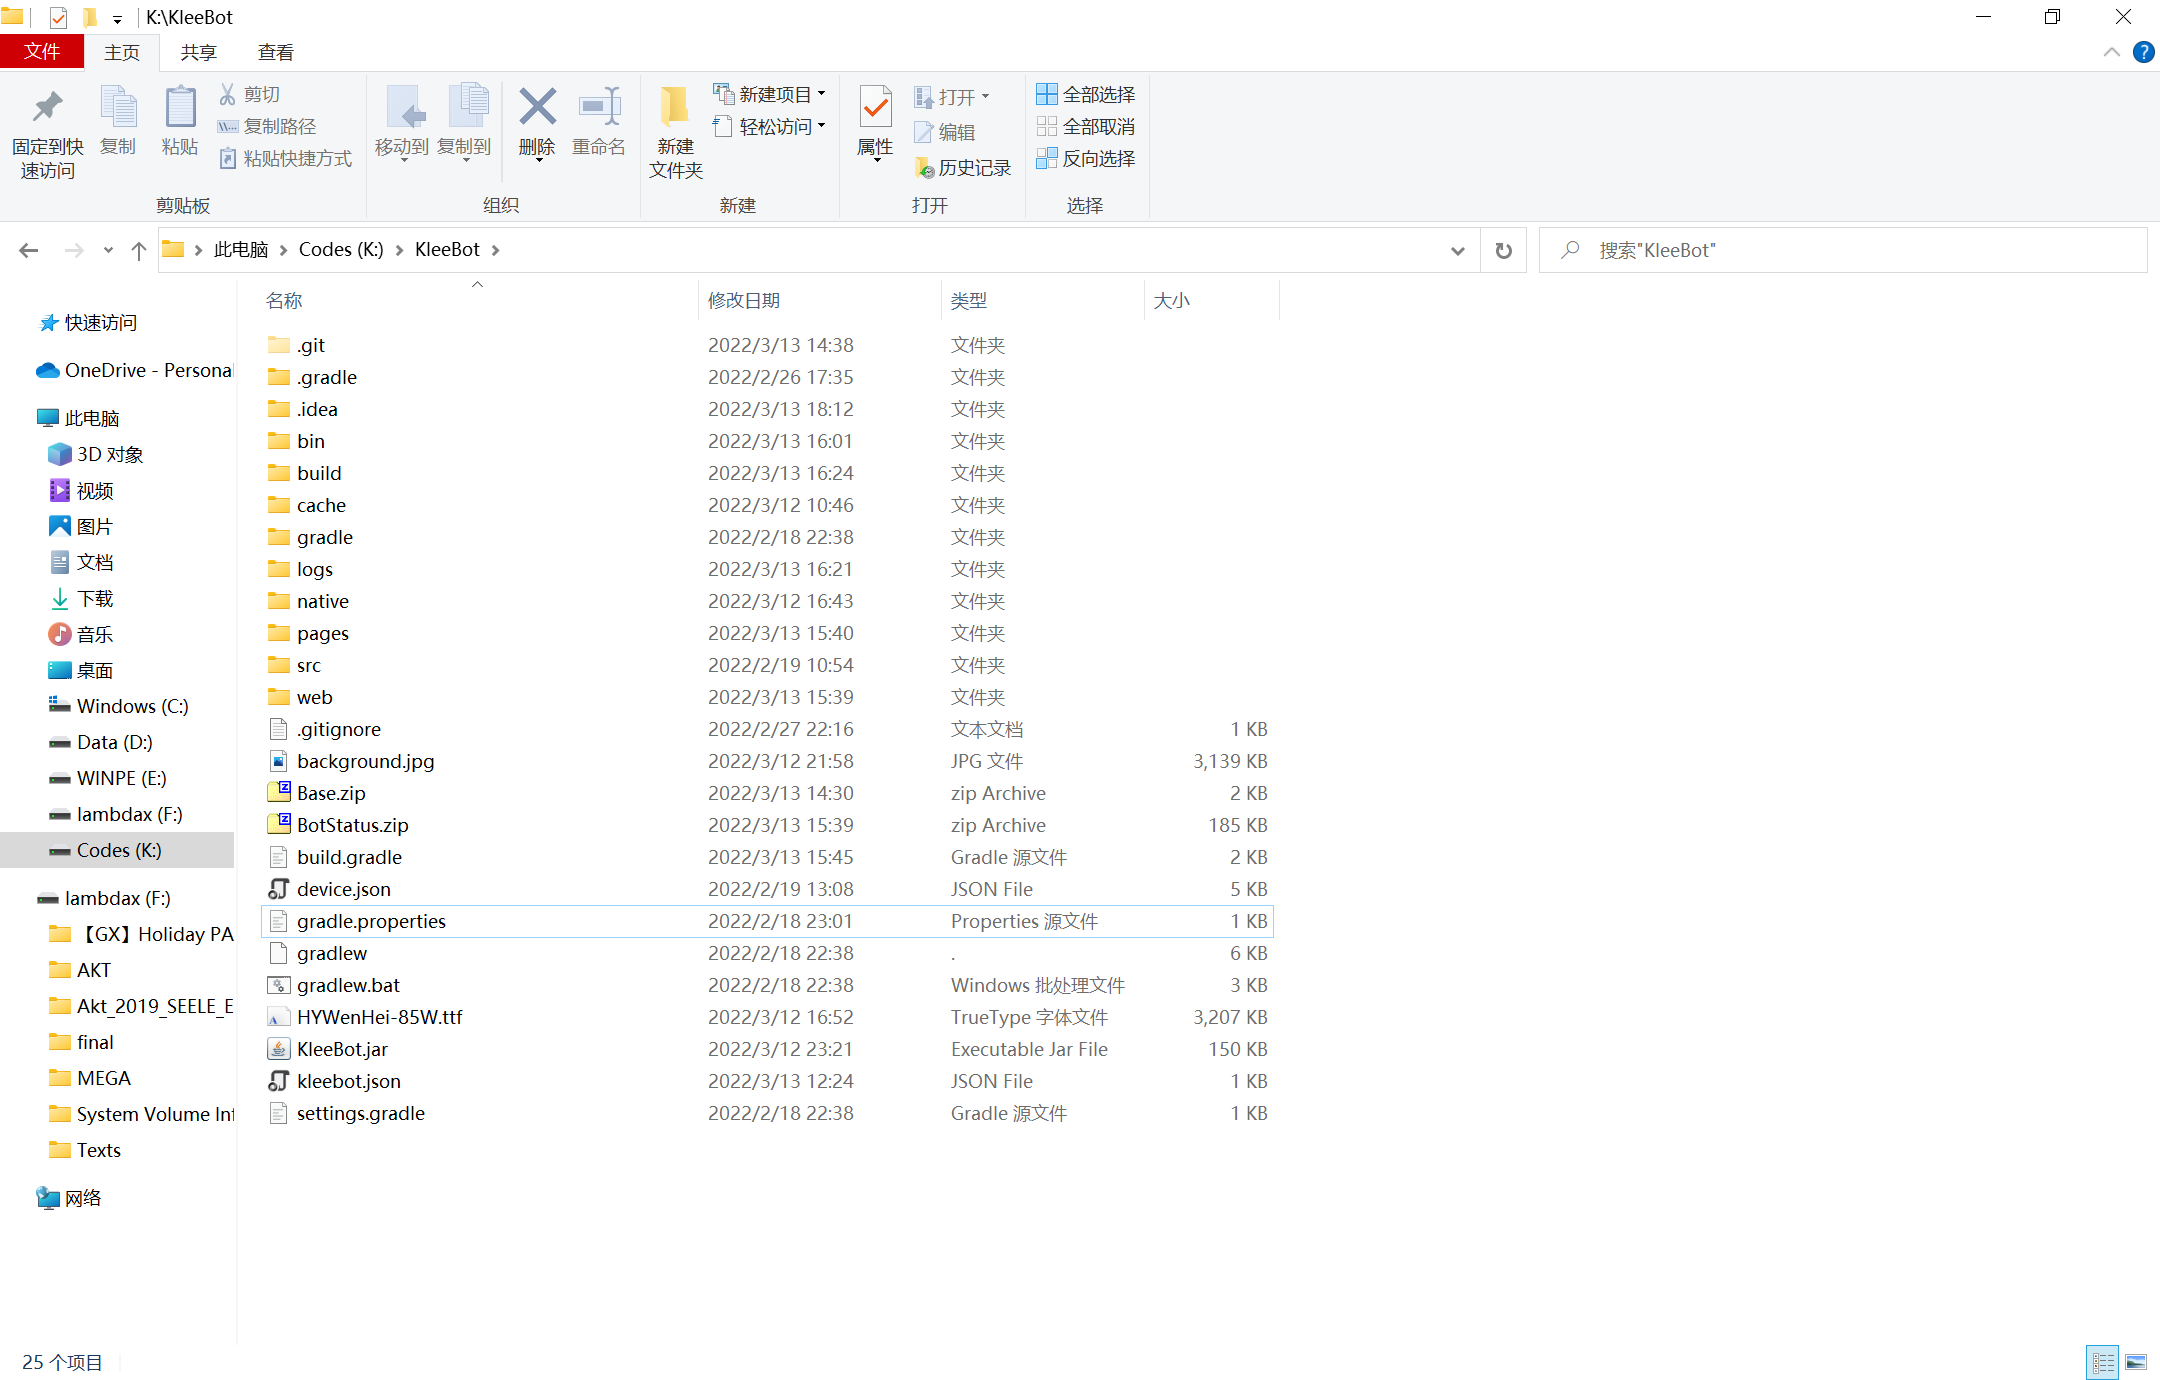 K:\KleeBot
文件 主页 共享 查看
固定到快速访问
复制
粘贴
剪切
复制路径
粘贴快捷方式
剪贴板
移动到
复制到
删除
重命名
组织
新建文件夹
新建项目
轻松访问
新建
属性
打开
编辑
历史记录
打开
全部选择
全部取消
反向选择
选择
此电脑 Codes (K:) KleeBot
搜索"KleeBot"
快速访问
OneDrive - Personal
此电脑
3D 对象
视频
图片
文档
下载
音乐
桌面
Windows (C:)
Data (D:)
WINPE (E:)
lambdax (F:)
Codes (K:)
lambdax (F:)
【GX】Holiday PA
AKT
Akt_2019_SEELE_E
final
MEGA
System Volume Inf
Texts
网络
名称 修改日期 类型 大小
.git 2022/3/13 14:38 文件夹
.gradle 2022/2/26 17:35 文件夹
.idea 2022/3/13 18:12 文件夹
bin 2022/3/13 16:01 文件夹
build 2022/3/13 16:24 文件夹
cache 2022/3/12 10:46 文件夹
gradle 2022/2/18 22:38 文件夹
logs 2022/3/13 16:21 文件夹
native 2022/3/12 16:43 文件夹
pages 2022/3/13 15:40 文件夹
src 2022/2/19 10:54 文件夹
web 2022/3/13 15:39 文件夹
.gitignore 2022/2/27 22:16 文本文档 1 KB
background.jpg 2022/3/12 21:58 JPG 文件 3,139 KB
Base.zip 2022/3/13 14:30 zip Archive 2 KB
BotStatus.zip 2022/3/13 15:39 zip Archive 185 KB
build.gradle 2022/3/13 15:45 Gradle 源文件 2 KB
device.json 2022/2/19 13:08 JSON File 5 KB
gradle.properties 2022/2/18 23:01 Properties 源文件 1 KB
gradlew 2022/2/18 22:38 . 6 KB
gradlew.bat 2022/2/18 22:38 Windows 批处理文件 3 KB
HYWenHei-85W.ttf 2022/3/12 16:52 TrueType 字体文件 3,207 KB
KleeBot.jar 2022/3/12 23:21 Executable Jar File 150 KB
kleebot.json 2022/3/13 12:24 JSON File 1 KB
settings.gradle 2022/2/18 22:38 Gradle 源文件 1 KB
25 个项目